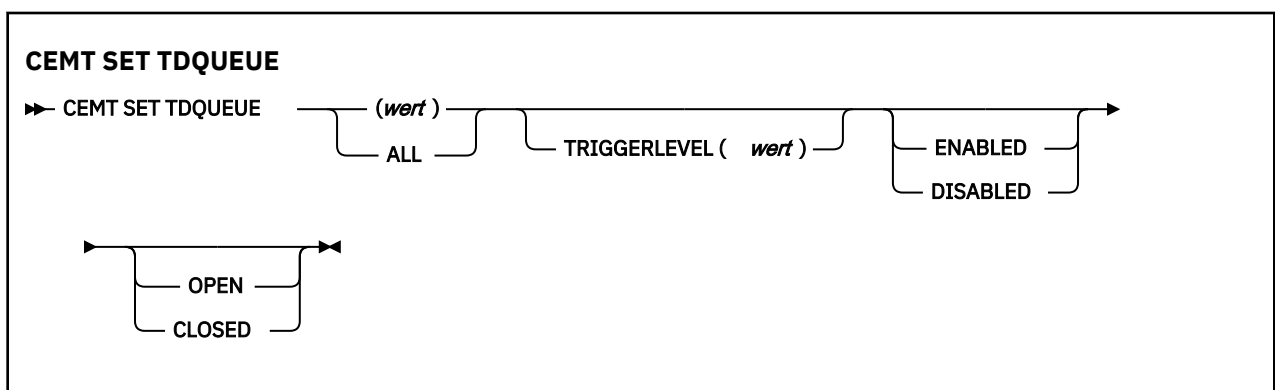 CEMT SET TDQUEUE
CEMT SET TDQUEUE (wert)
ALL
TRIGGERLEVEL ( wert )
ENABLED
DISABLED
OPEN
CLOSED